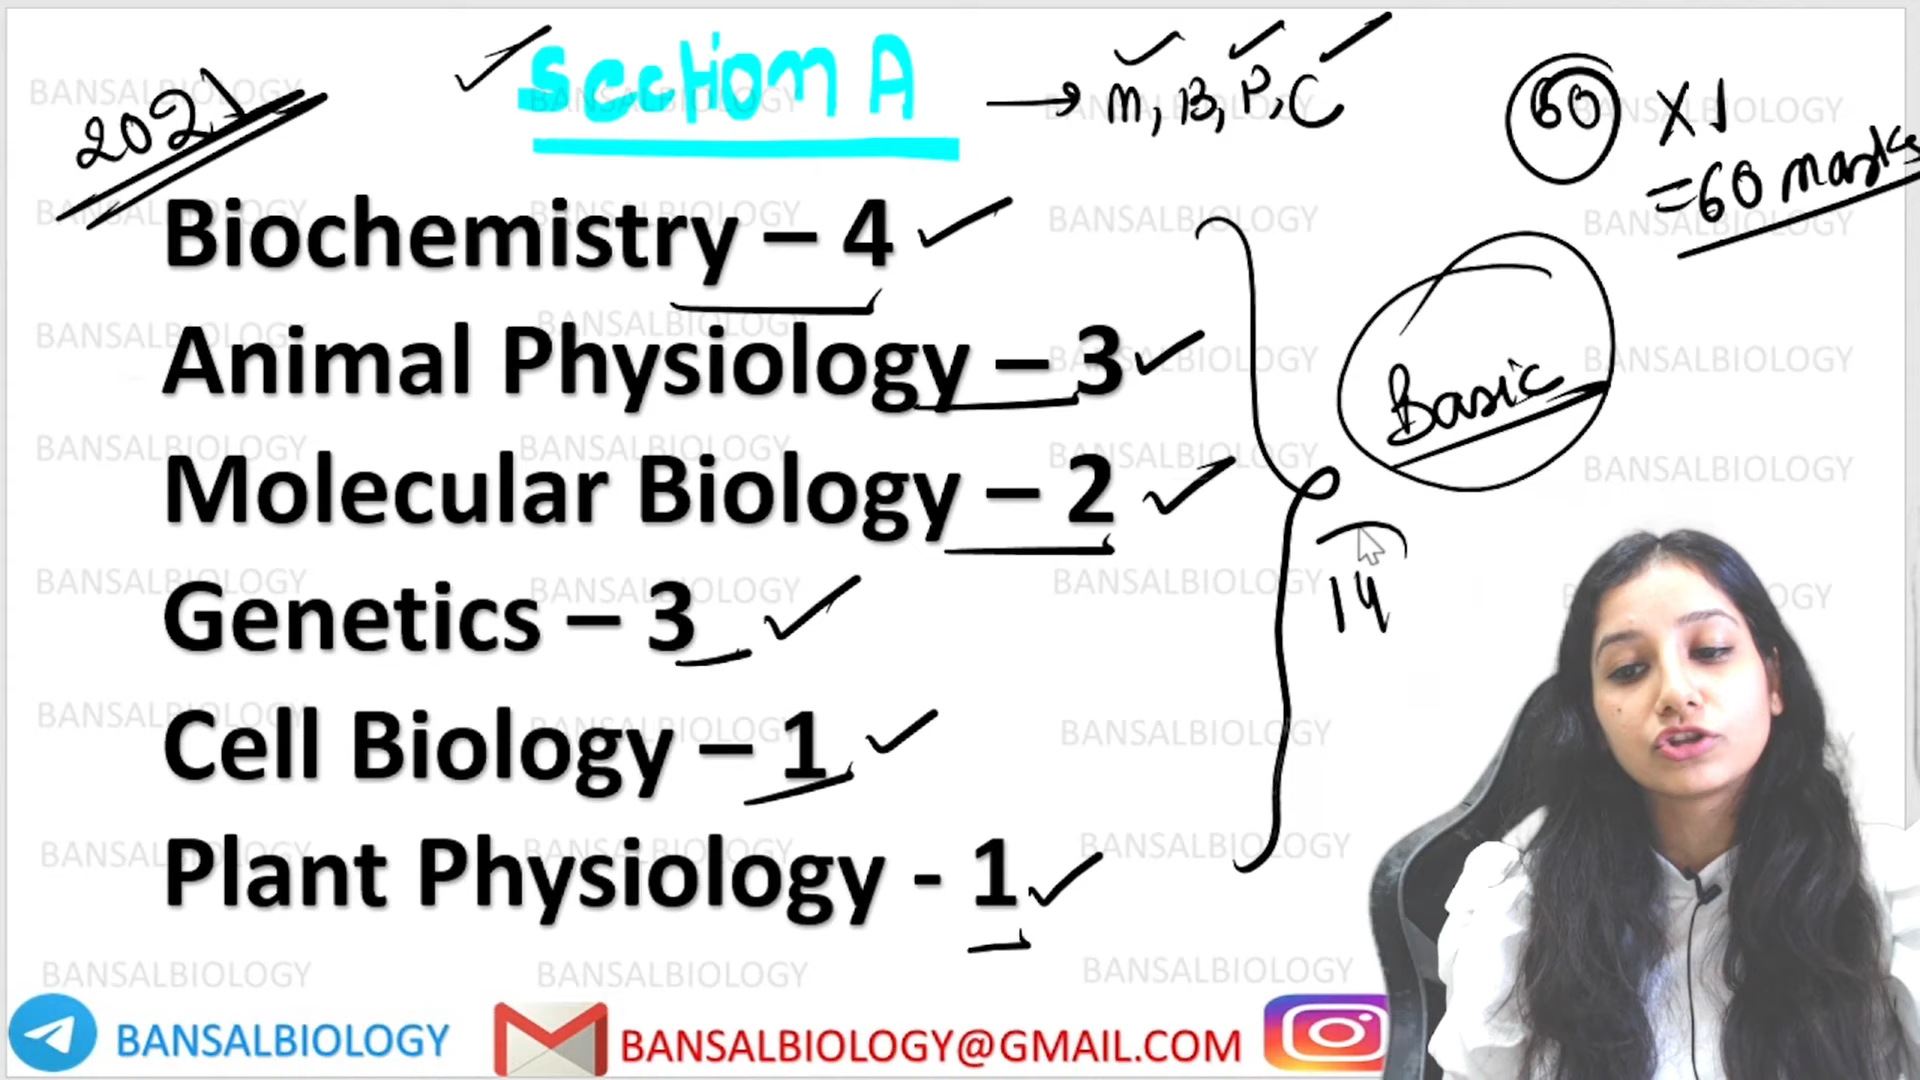 2021
Section A → M, B, P, C
60 X 1
= 60 marks
Biochemistry – 4
Animal Physiology – 3
Basic
Molecular Biology – 2
14
Genetics – 3
Cell Biology – 1
Plant Physiology - 1
BANSALBIOLOGY
BANSALBIOLOGY@GMAIL.COM